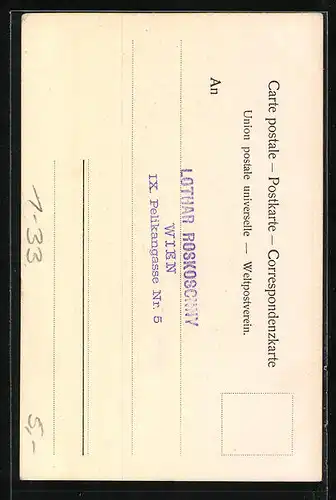 Carte postale – Postkarte – Correspondenzkarte
Union postale universelle — Weltpostverein.
An
LOTHAR ROSKOSCHNY
WIEN
IX. Pelikangasse Nr. 5
1-33
5,-